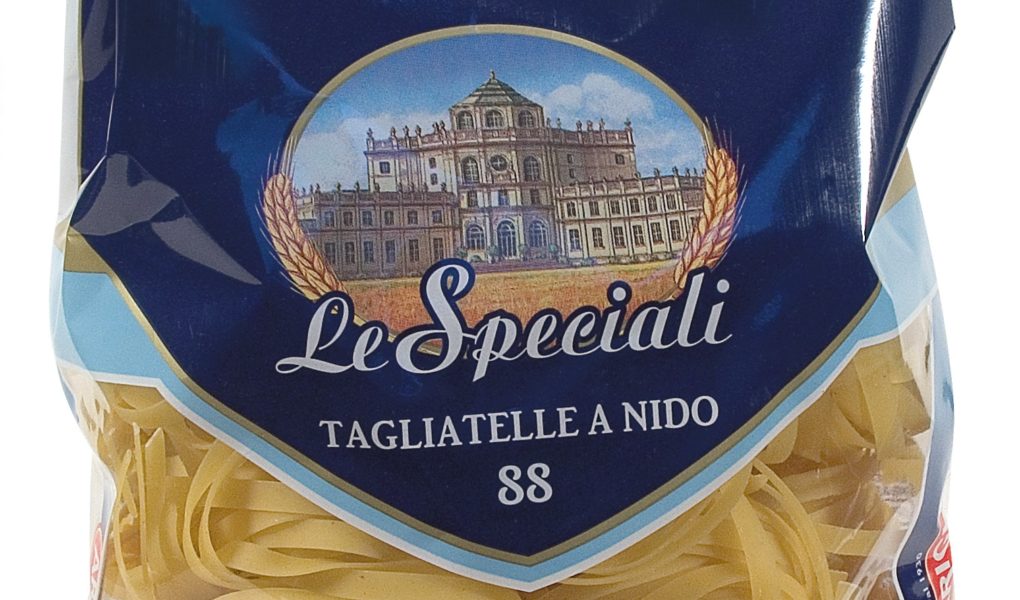 Le Speciali
TAGLIATELLE A NIDO
88